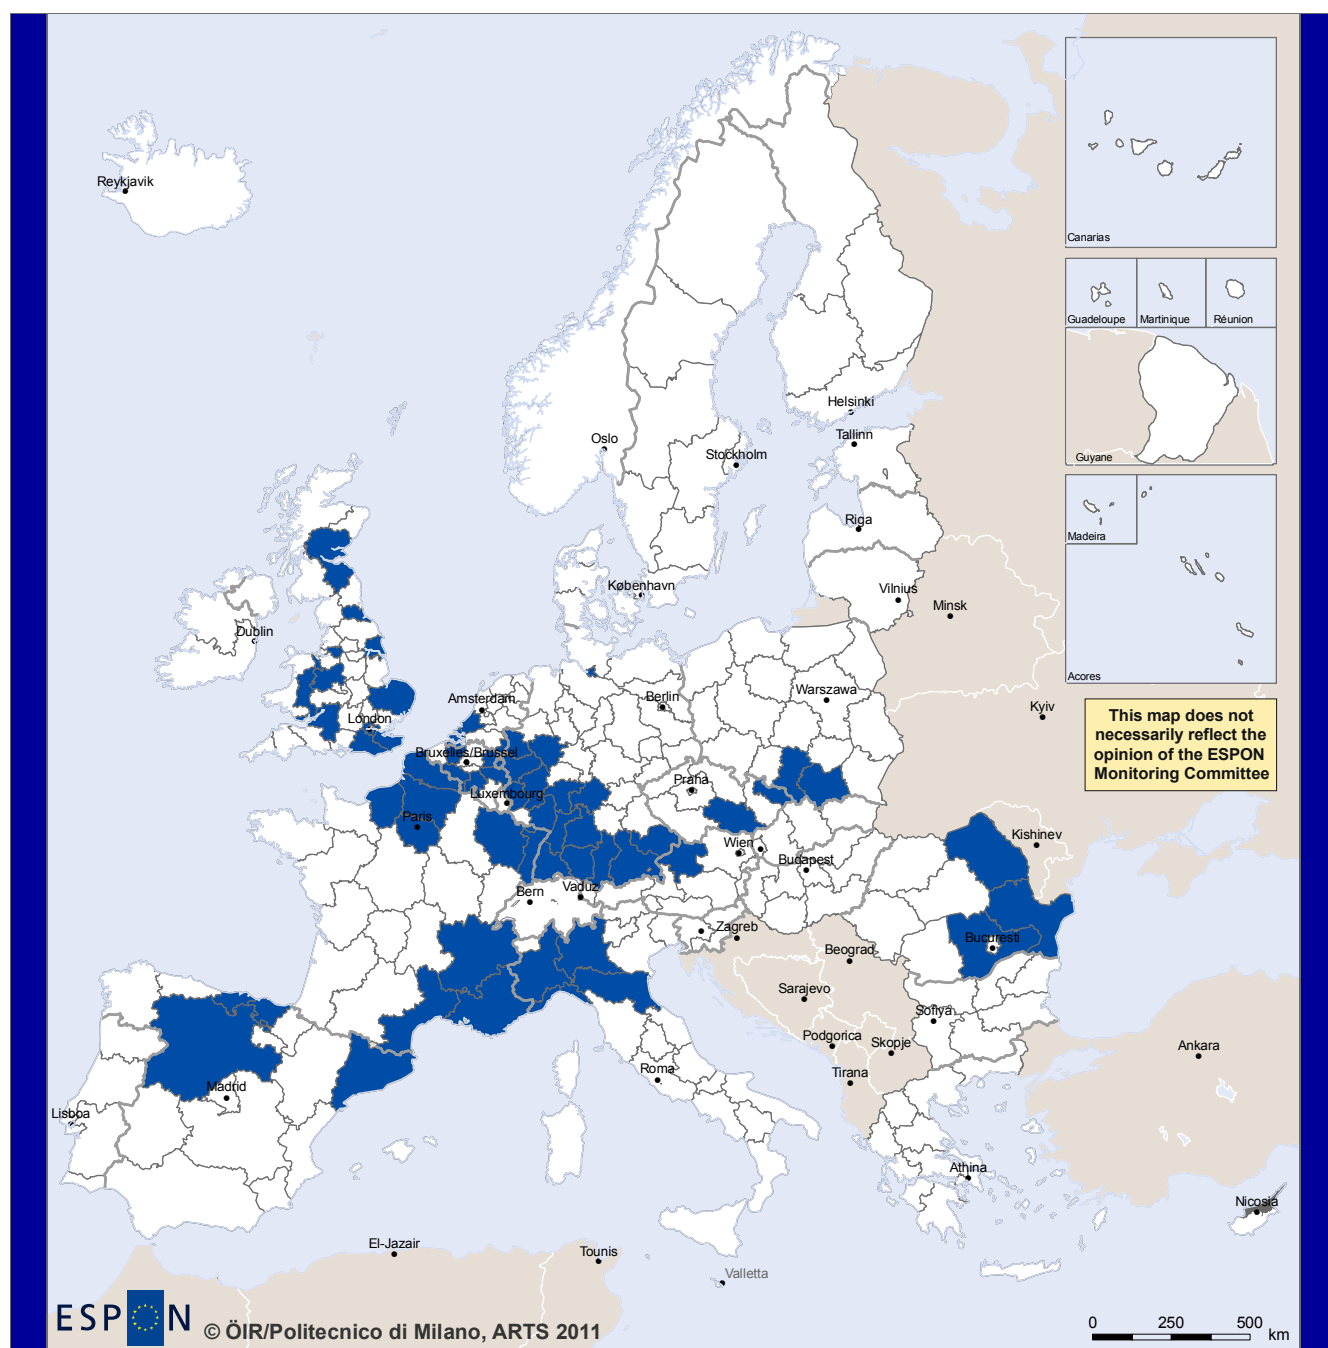 Reykjavik
Canarias
Guadeloupe
Martinique
Réunion
Guyane
Madeira
Acores
Helsinki
Tallinn
Oslo
Stockholm
Riga
København
Vilnius
Minsk
Dublin
Amsterdam
Berlin
Warszawa
London
Kyiv
This map does not
necessarily reflect the
opinion of the ESPON
Monitoring Committee
Bruxelles/Brussel
Praha
Luxembourg
Paris
Kishinev
Wien
Budapest
Bern
Vaduz
Zagreb
Bucuresti
Beograd
Sarajevo
Sofiya
Podgorica
Skopje
Ankara
Roma
Tirana
Madrid
Lisboa
Athina
Nicosia
El-Jazair
Tounis
Valletta
ESPON
© ÖIR/Politecnico di Milano, ARTS 2011
0 250 500
km